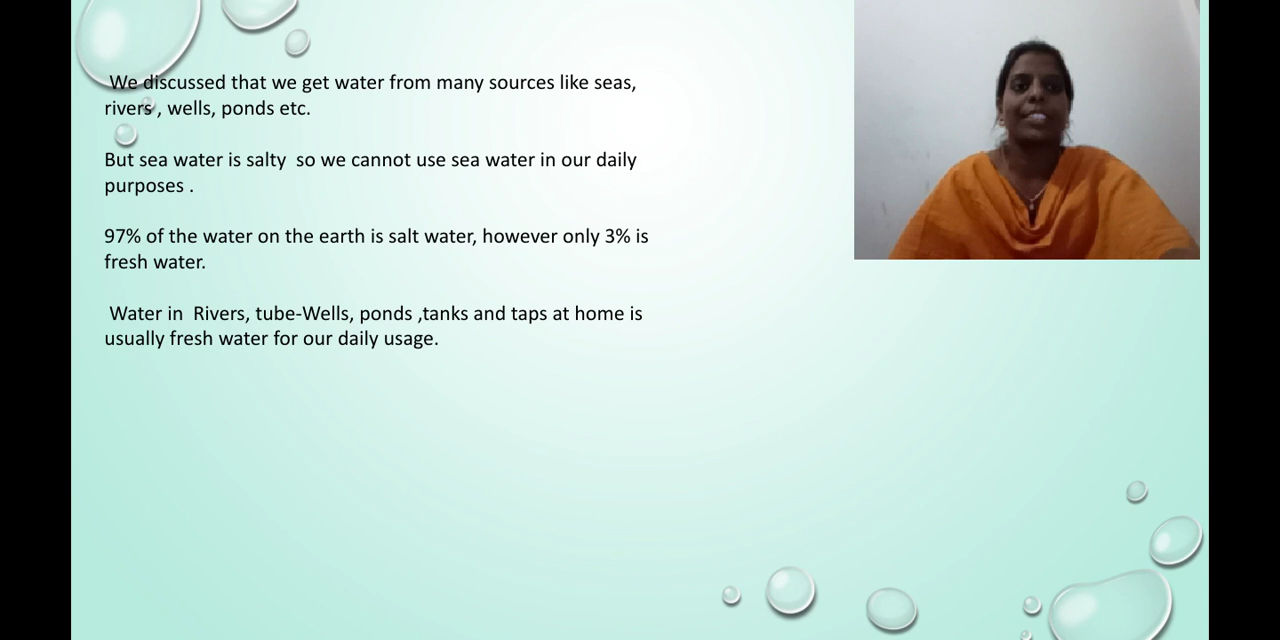 We discussed that we get water from many sources like seas,
rivers , wells, ponds etc.
But sea water is salty  so we cannot use sea water in our daily
purposes .
97% of the water on the earth is salt water, however only 3% is
fresh water.
Water in  Rivers, tube-Wells, ponds ,tanks and taps at home is
usually fresh water for our daily usage.